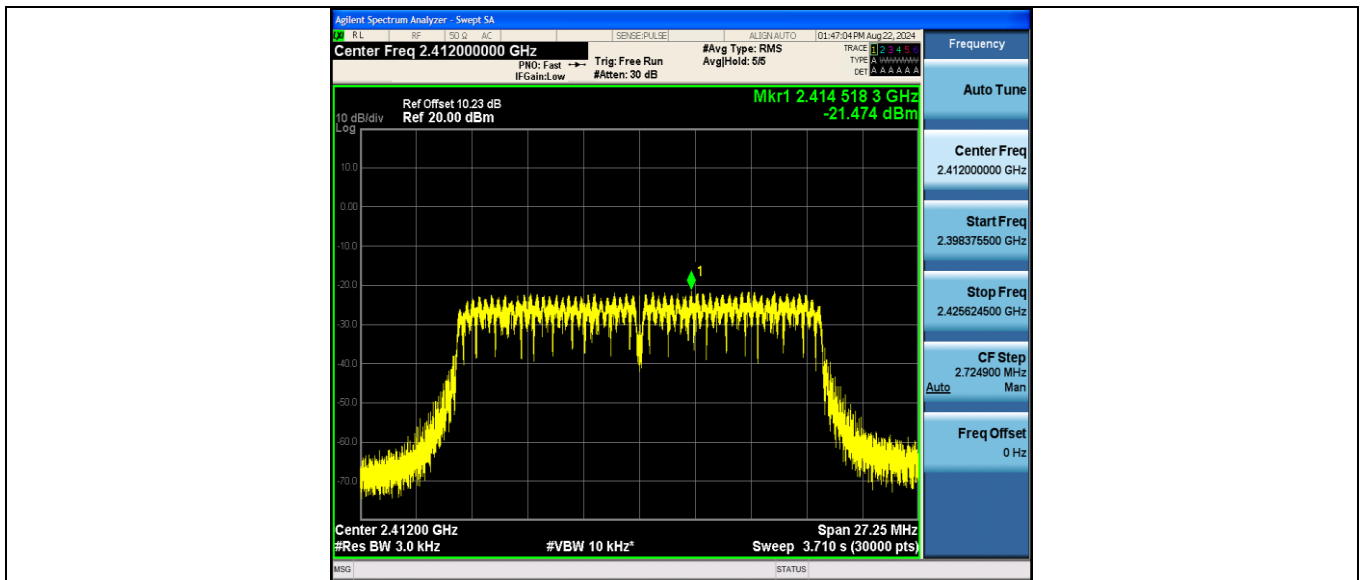 Agilent Spectrum Analyzer - Swept SA
RL RF 50 Ω AC SENSE:PULSE ALIGN AUTO 01:47:04 PM Aug 22, 2024
Center Freq 2.412000000 GHz
PNO: Fast
IFGain:Low
Trig: Free Run
#Atten: 30 dB
#Avg Type: RMS
Avg|Hold: 5/5
TRACE 1 2 3 4 5 6
TYPE A WWWWW
DET A A A A A A
Mkr1 2.414 518 3 GHz
-21.474 dBm
Ref Offset 10.23 dB
10 dB/div Ref 20.00 dBm
Log
10.0
0.00
-10.0
-20.0
-30.0
-40.0
-50.0
-60.0
-70.0
1
Center 2.41200 GHz Span 27.25 MHz
#Res BW 3.0 kHz #VBW 10 kHz* Sweep 3.710 s (30000 pts)
MSG STATUS
Frequency
Auto Tune
Center Freq
2.412000000 GHz
Start Freq
2.398375500 GHz
Stop Freq
2.425624500 GHz
CF Step
2.724900 MHz
Auto Man
Freq Offset
0 Hz